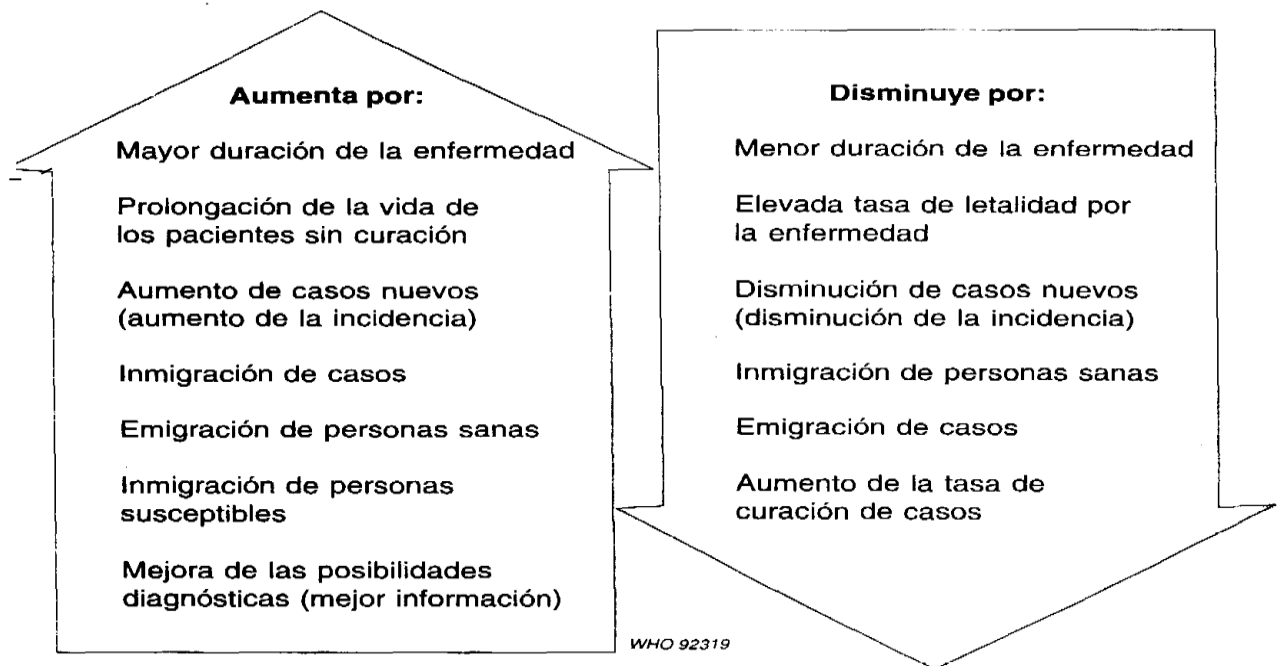 Aumenta por:
Mayor duración de la enfermedad
Prolongación de la vida de
los pacientes sin curación
Aumento de casos nuevos
(aumento de la incidencia)
Inmigración de casos
Emigración de personas sanas
Inmigración de personas
susceptibles
Mejora de las posibilidades
diagnósticas (mejor información)
Disminuye por:
Menor duración de la enfermedad
Elevada tasa de letalidad por
la enfermedad
Disminución de casos nuevos
(disminución de la incidencia)
Inmigración de personas sanas
Emigración de casos
Aumento de la tasa de
curación de casos
WHO 92319